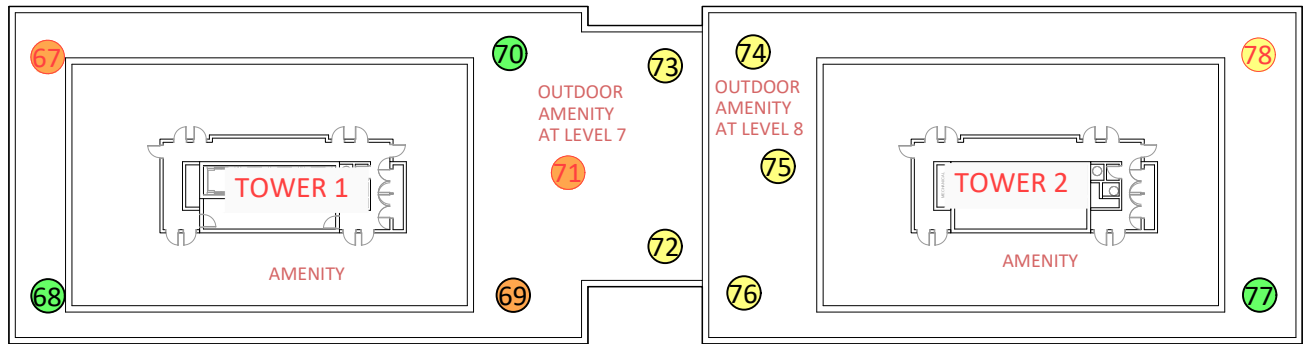 67
70
73
74
78
OUTDOOR
AMENITY
AT LEVEL 7
OUTDOOR
AMENITY
AT LEVEL 8
71
75
TOWER 1
TOWER 2
72
AMENITY
AMENITY
68
69
76
77